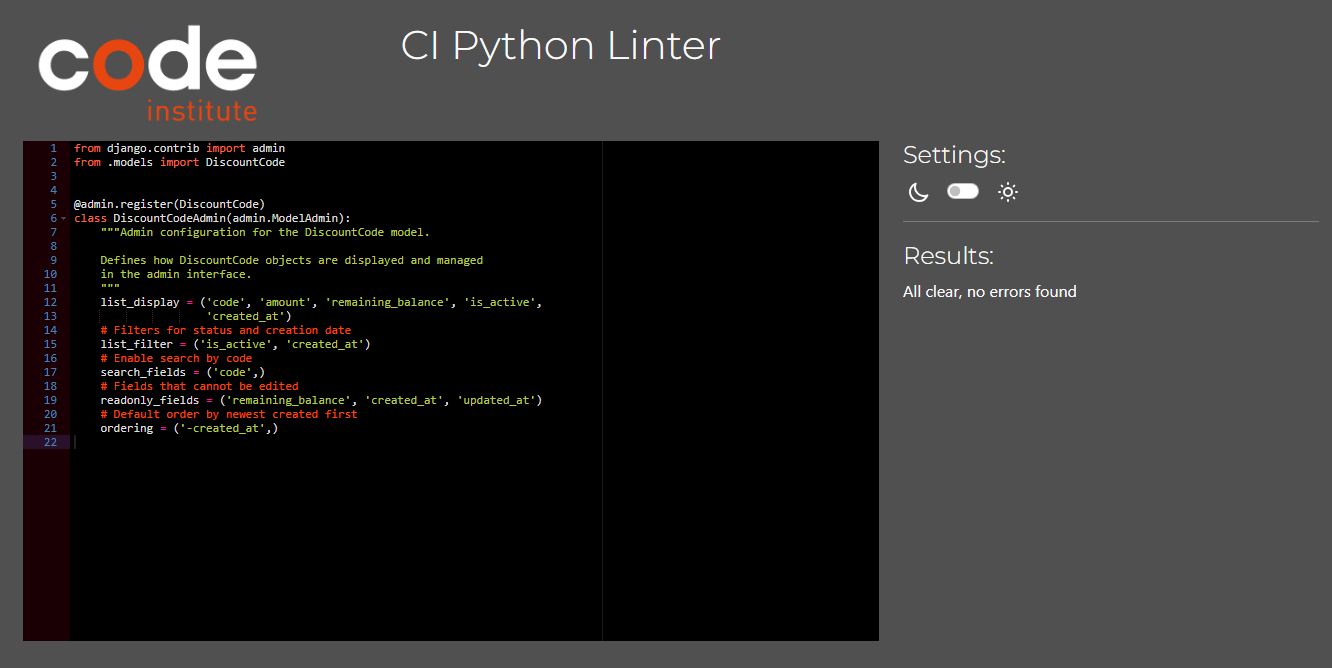 code
institute
CI Python Linter
1 from django.contrib import admin
2 from .models import DiscountCode
3
4
5 @admin.register(DiscountCode)
6 class DiscountCodeAdmin(admin.ModelAdmin):
7     """Admin configuration for the DiscountCode model.
8
9     Defines how DiscountCode objects are displayed and managed
10     in the admin interface.
11     """
12     list_display = ('code', 'amount', 'remaining_balance', 'is_active',
13                     'created_at')
14     # Filters for status and creation date
15     list_filter = ('is_active', 'created_at')
16     # Enable search by code
17     search_fields = ('code',)
18     # Fields that cannot be edited
19     readonly_fields = ('remaining_balance', 'created_at', 'updated_at')
20     # Default order by newest created first
21     ordering = ('-created_at',)
22
Settings:
Results:
All clear, no errors found